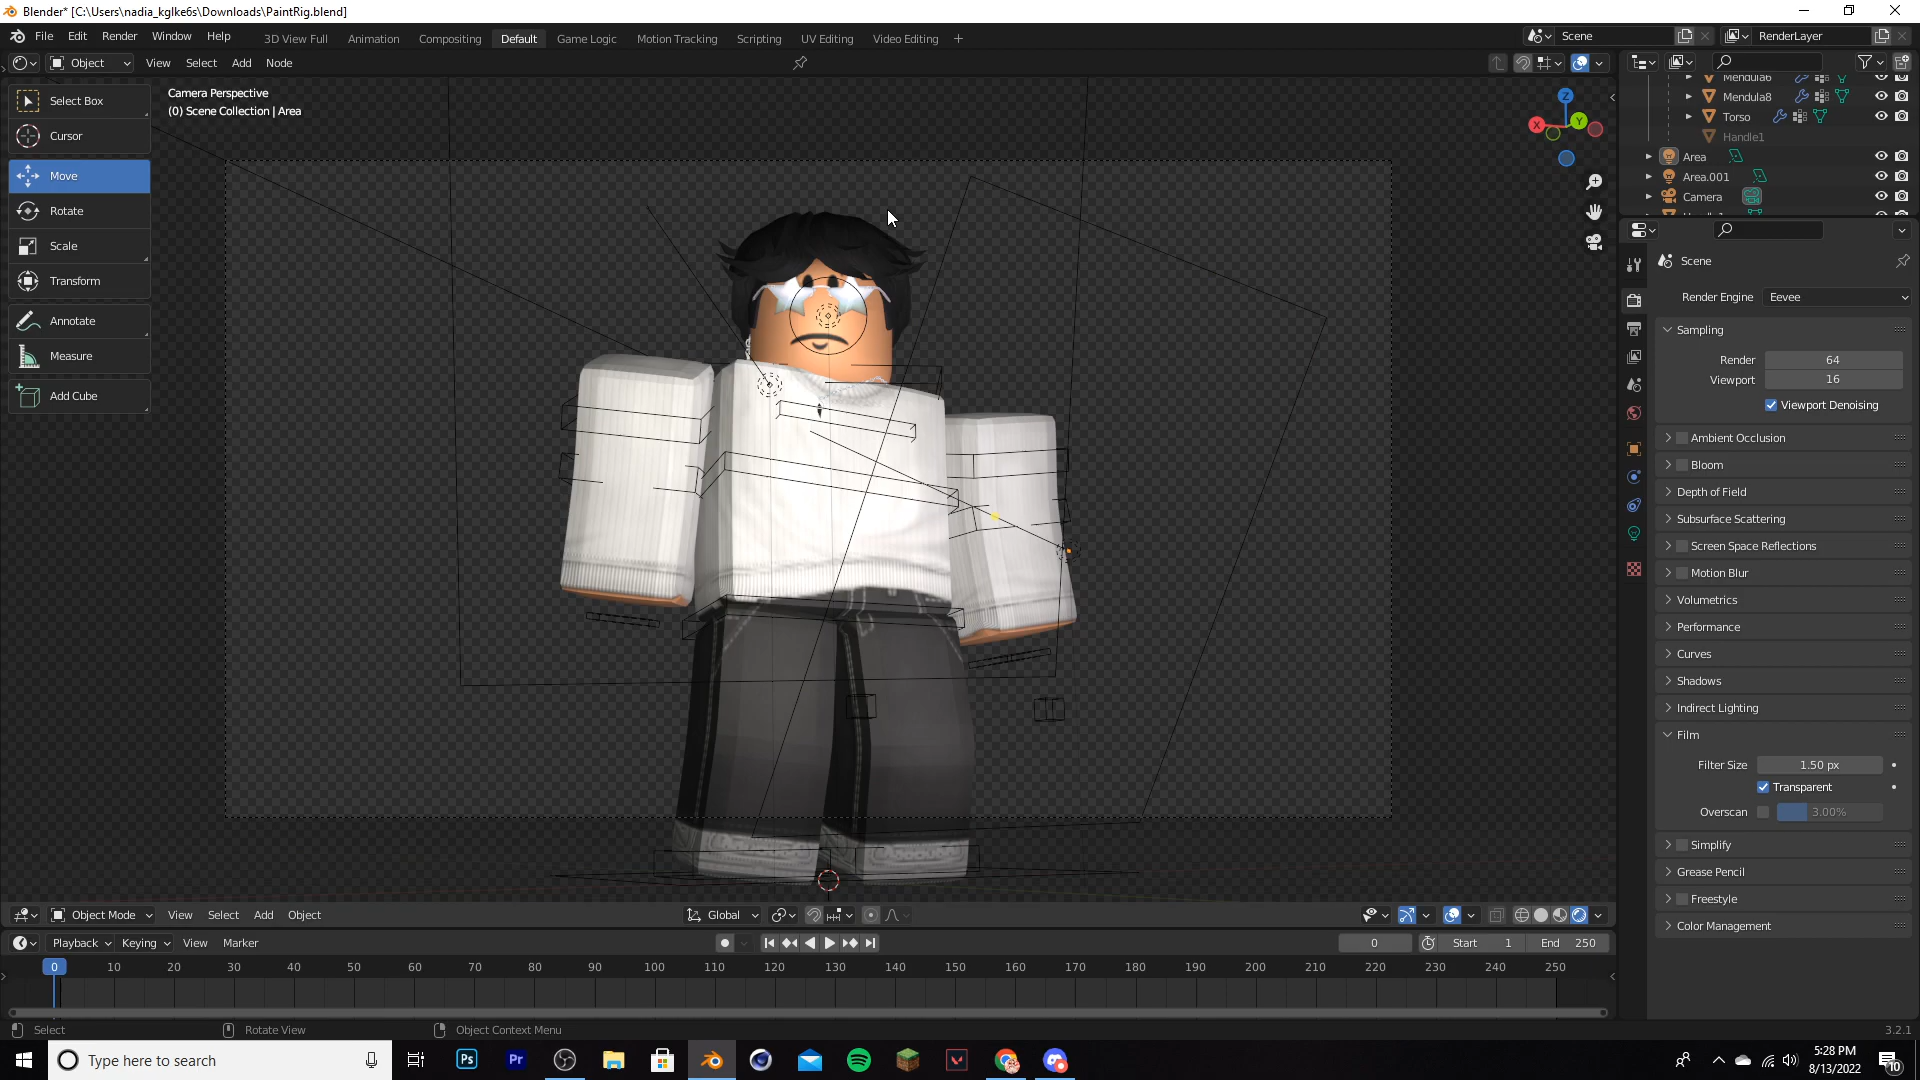 Blender* [C:\Users\nadia_kglke6s\Downloads\PaintRig.blend]
File Edit Render Window Help
3D View Full Animation Compositing Default Game Logic Motion Tracking Scripting UV Editing Video Editing +
Scene
RenderLayer
Object View Select Add Node
Select Box
Cursor
Move
Rotate
Scale
Transform
Annotate
Measure
Add Cube
Camera Perspective
(0) Scene Collection | Area
Z
X
Y
Mendula6
Mendula8
Torso
Handle1
Area
Area.001
Camera
Scene
Render Engine Eevee
Sampling
Render 64
Viewport 16
Viewport Denoising
Ambient Occlusion
Bloom
Depth of Field
Subsurface Scattering
Screen Space Reflections
Motion Blur
Volumetrics
Performance
Curves
Shadows
Indirect Lighting
Film
Filter Size 1.50 px
Transparent
Overscan 3.00%
Simplify
Grease Pencil
Freestyle
Color Management
Object Mode View Select Add Object
Global
Playback Keying View Marker
0 Start 1 End 250
0 10 20 30 40 50 60 70 80 90 100 110 120 130 140 150 160 170 180 190 200 210 220 230 240 250
Select Rotate View Object Context Menu
3.2.1
Type here to search
Ps
Pr
5:28 PM
8/13/2022
10